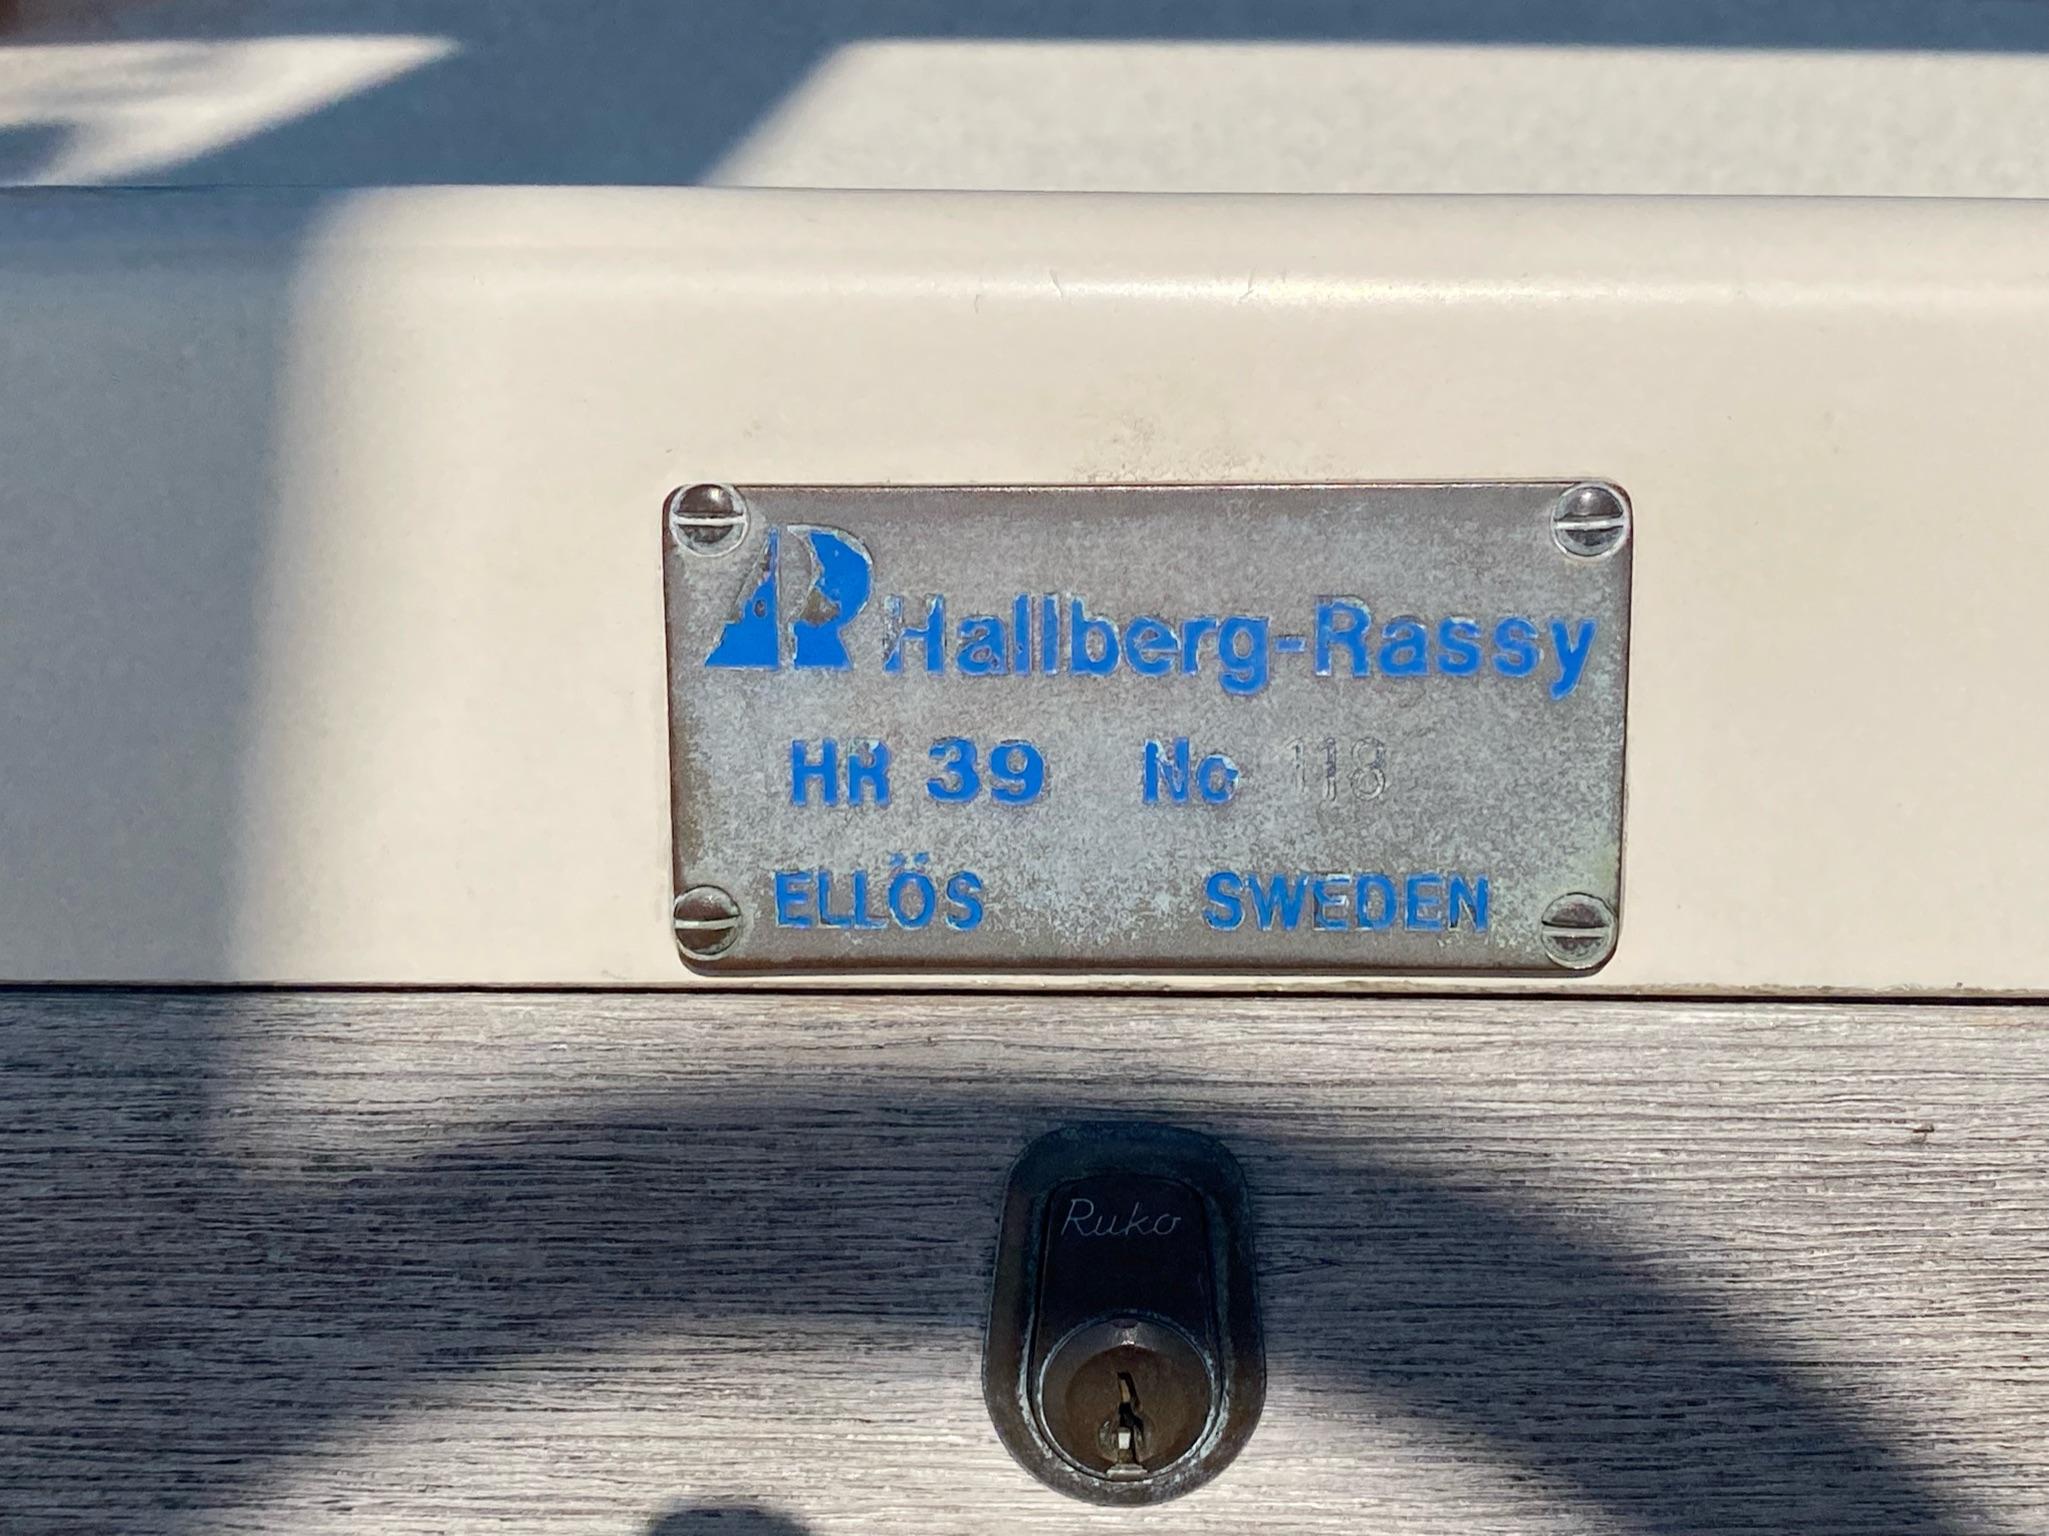 Hallberg-Rassy
HR 39 No 118
ELLÖS SWEDEN
Ruko